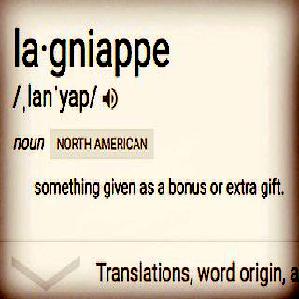 la·gniappe
/ˌlanˈyap/
noun NORTH AMERICAN
something given as a bonus or extra gift.
Translations, word origin, a